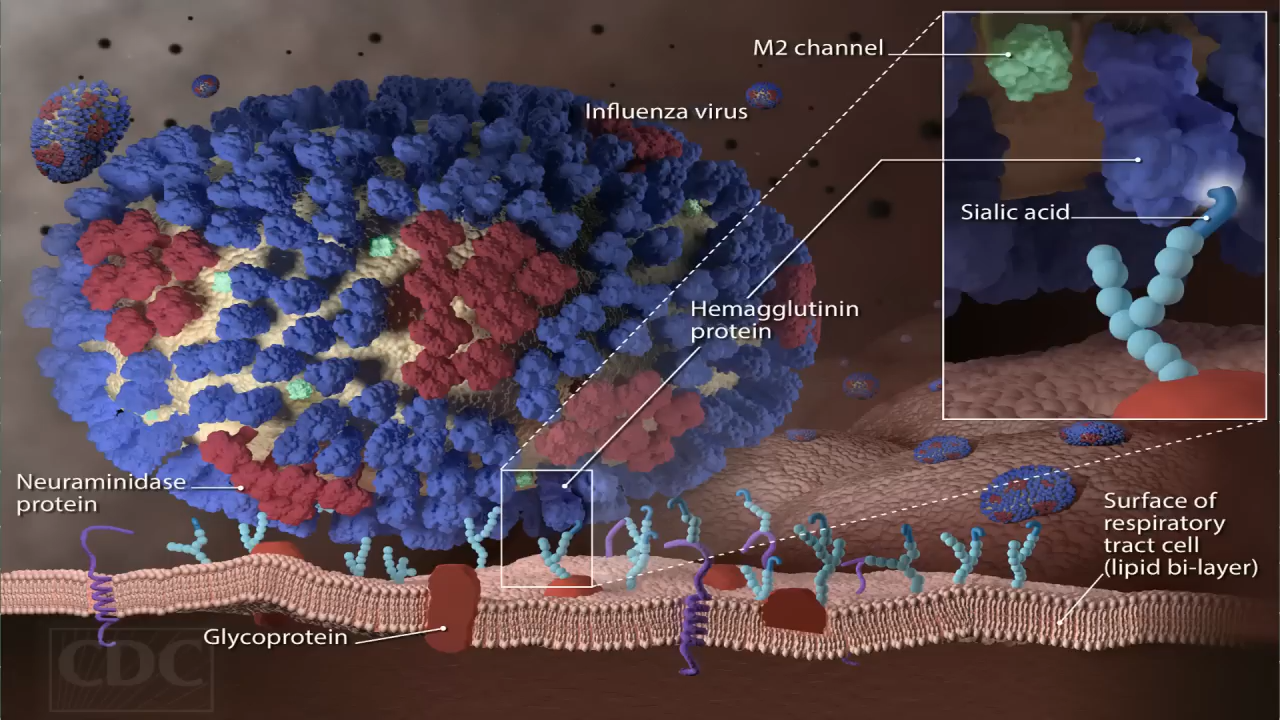 M2 channel
Influenza virus
Sialic acid
Hemagglutinin
protein
Neuraminidase
protein
Surface of
respiratory
tract cell
(lipid bi-layer)
Glycoprotein
CDC